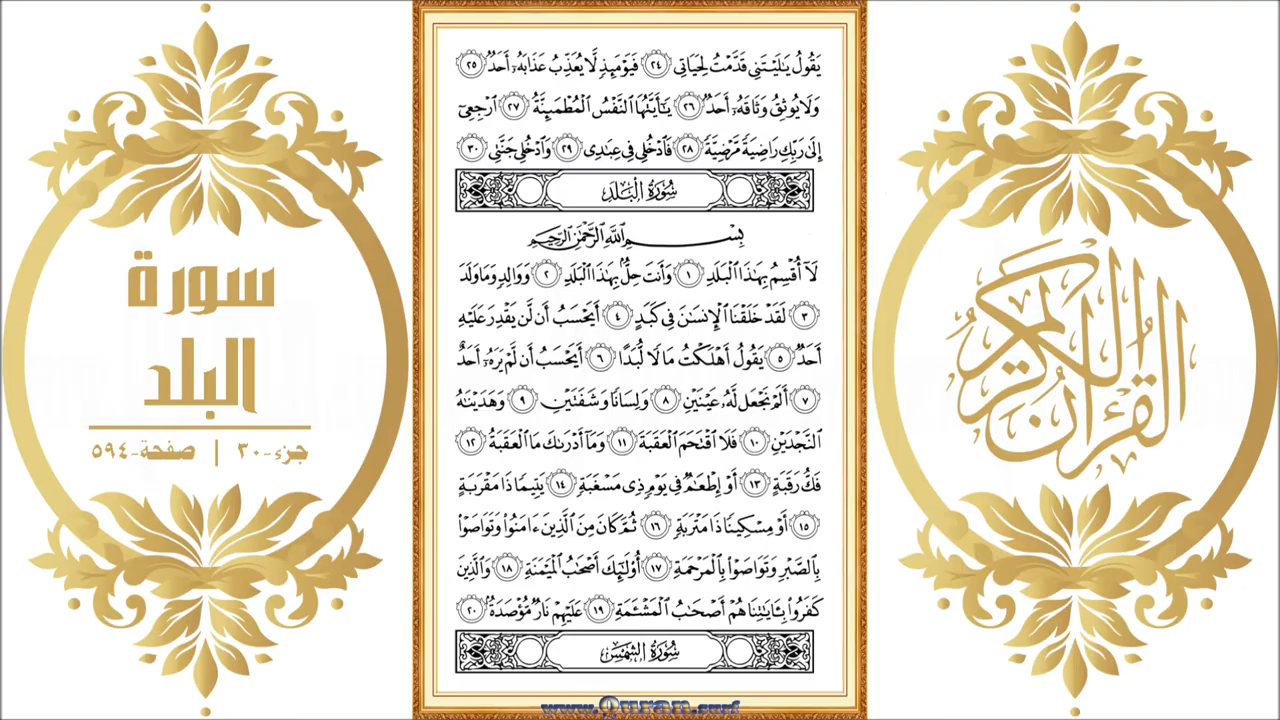 يَقُولُ يَٰلَيْتَنِى قَدَّمْتُ لِحَيَاتِى ٢٤ فَيَوْمَئِذٍ لَّا يُعَذِّبُ عَذَابَهُۥٓ أَحَدٌ ٢٥
وَلَا يُوثِقُ وَثَاقَهُۥٓ أَحَدٌ ٢٦ يَٰٓأَيَّتُهَا ٱلنَّفْسُ ٱلْمُطْمَئِنَّةُ ٢٧ ٱرْجِعِىٓ
إِلَىٰ رَبِّكِ رَاضِيَةً مَّرْضِيَّةً ٢٨ فَٱدْخُلِى فِى عِبَٰدِى ٢٩ وَٱدْخُلِى جَنَّتِى ٣٠
سُورَةُ الْبَلَدِ
بِسْمِ ٱللَّهِ ٱلرَّحْمَٰنِ ٱلرَّحِيمِ
لَآ أُقْسِمُ بِهَٰذَا ٱلْبَلَدِ ١ وَأَنتَ حِلٌّۢ بِهَٰذَا ٱلْبَلَدِ ٢ وَوَالِدٍ وَمَا وَلَدَ
٣ لَقَدْ خَلَقْنَا ٱلْإِنسَٰنَ فِى كَبَدٍ ٤ أَيَحْسَبُ أَن لَّن يَقْدِرَ عَلَيْهِ
أَحَدٌ ٥ يَقُولُ أَهْلَكْتُ مَالًا لُّبَدًا ٦ أَيَحْسَبُ أَن لَّمْ يَرَهُۥٓ أَحَدٌ
٧ أَلَمْ نَجْعَل لَّهُۥ عَيْنَيْنِ ٨ وَلِسَانًا وَشَفَتَيْنِ ٩ وَهَدَيْنَٰهُ
ٱلنَّجْدَيْنِ ١٠ فَلَا ٱقْتَحَمَ ٱلْعَقَبَةَ ١١ وَمَآ أَدْرَىٰكَ مَا ٱلْعَقَبَةُ ١٢
فَكُّ رَقَبَةٍ ١٣ أَوْ إِطْعَٰمٌ فِى يَوْمٍ ذِى مَسْغَبَةٍ ١٤ يَتِيمًا ذَا مَقْرَبَةٍ
١٥ أَوْ مِسْكِينًا ذَا مَتْرَبَةٍ ١٦ ثُمَّ كَانَ مِنَ ٱلَّذِينَ ءَامَنُوا۟ وَتَوَاصَوْا۟
بِٱلصَّبْرِ وَتَوَاصَوْا۟ بِٱلْمَرْحَمَةِ ١٧ أُو۟لَٰٓئِكَ أَصْحَٰبُ ٱلْمَيْمَنَةِ ١٨ وَٱلَّذِينَ
كَفَرُوا۟ بِـَٔايَٰتِنَا هُمْ أَصْحَٰبُ ٱلْمَشْـَٔمَةِ ١٩ عَلَيْهِمْ نَارٌ مُّؤْصَدَةٌۢ ٢٠
سُورَةُ الشَّمْسِ
www.Quran.surf
سورة
البلد
جزء-٣٠ | صفحة-٥٩٤
القرآن الكريم